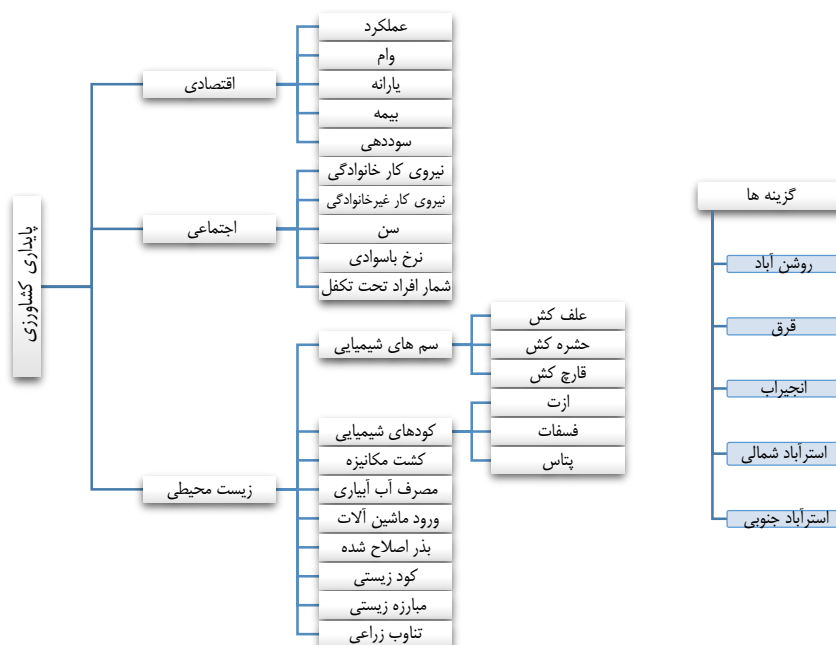 پایداری کشاورزی
اقتصادی
عملکرد
وام
یارانه
بیمه
سوددهی
اجتماعی
نیروی کار خانوادگی
نیروی کار غیرخانوادگی
سن
نرخ باسوادی
شمار افراد تحت تکفل
زیست محیطی
سم های شیمیایی
علف کش
حشره کش
قارچ کش
کودهای شیمیایی
ازت
فسفات
پتاس
کشت مکانیزه
مصرف آب آبیاری
ورود ماشین آلات
بذر اصلاح شده
کود زیستی
مبارزه زیستی
تناوب زراعی
گزینه ها
روشن آباد
قرق
انجیراب
استرآباد شمالی
استرآباد جنوبی